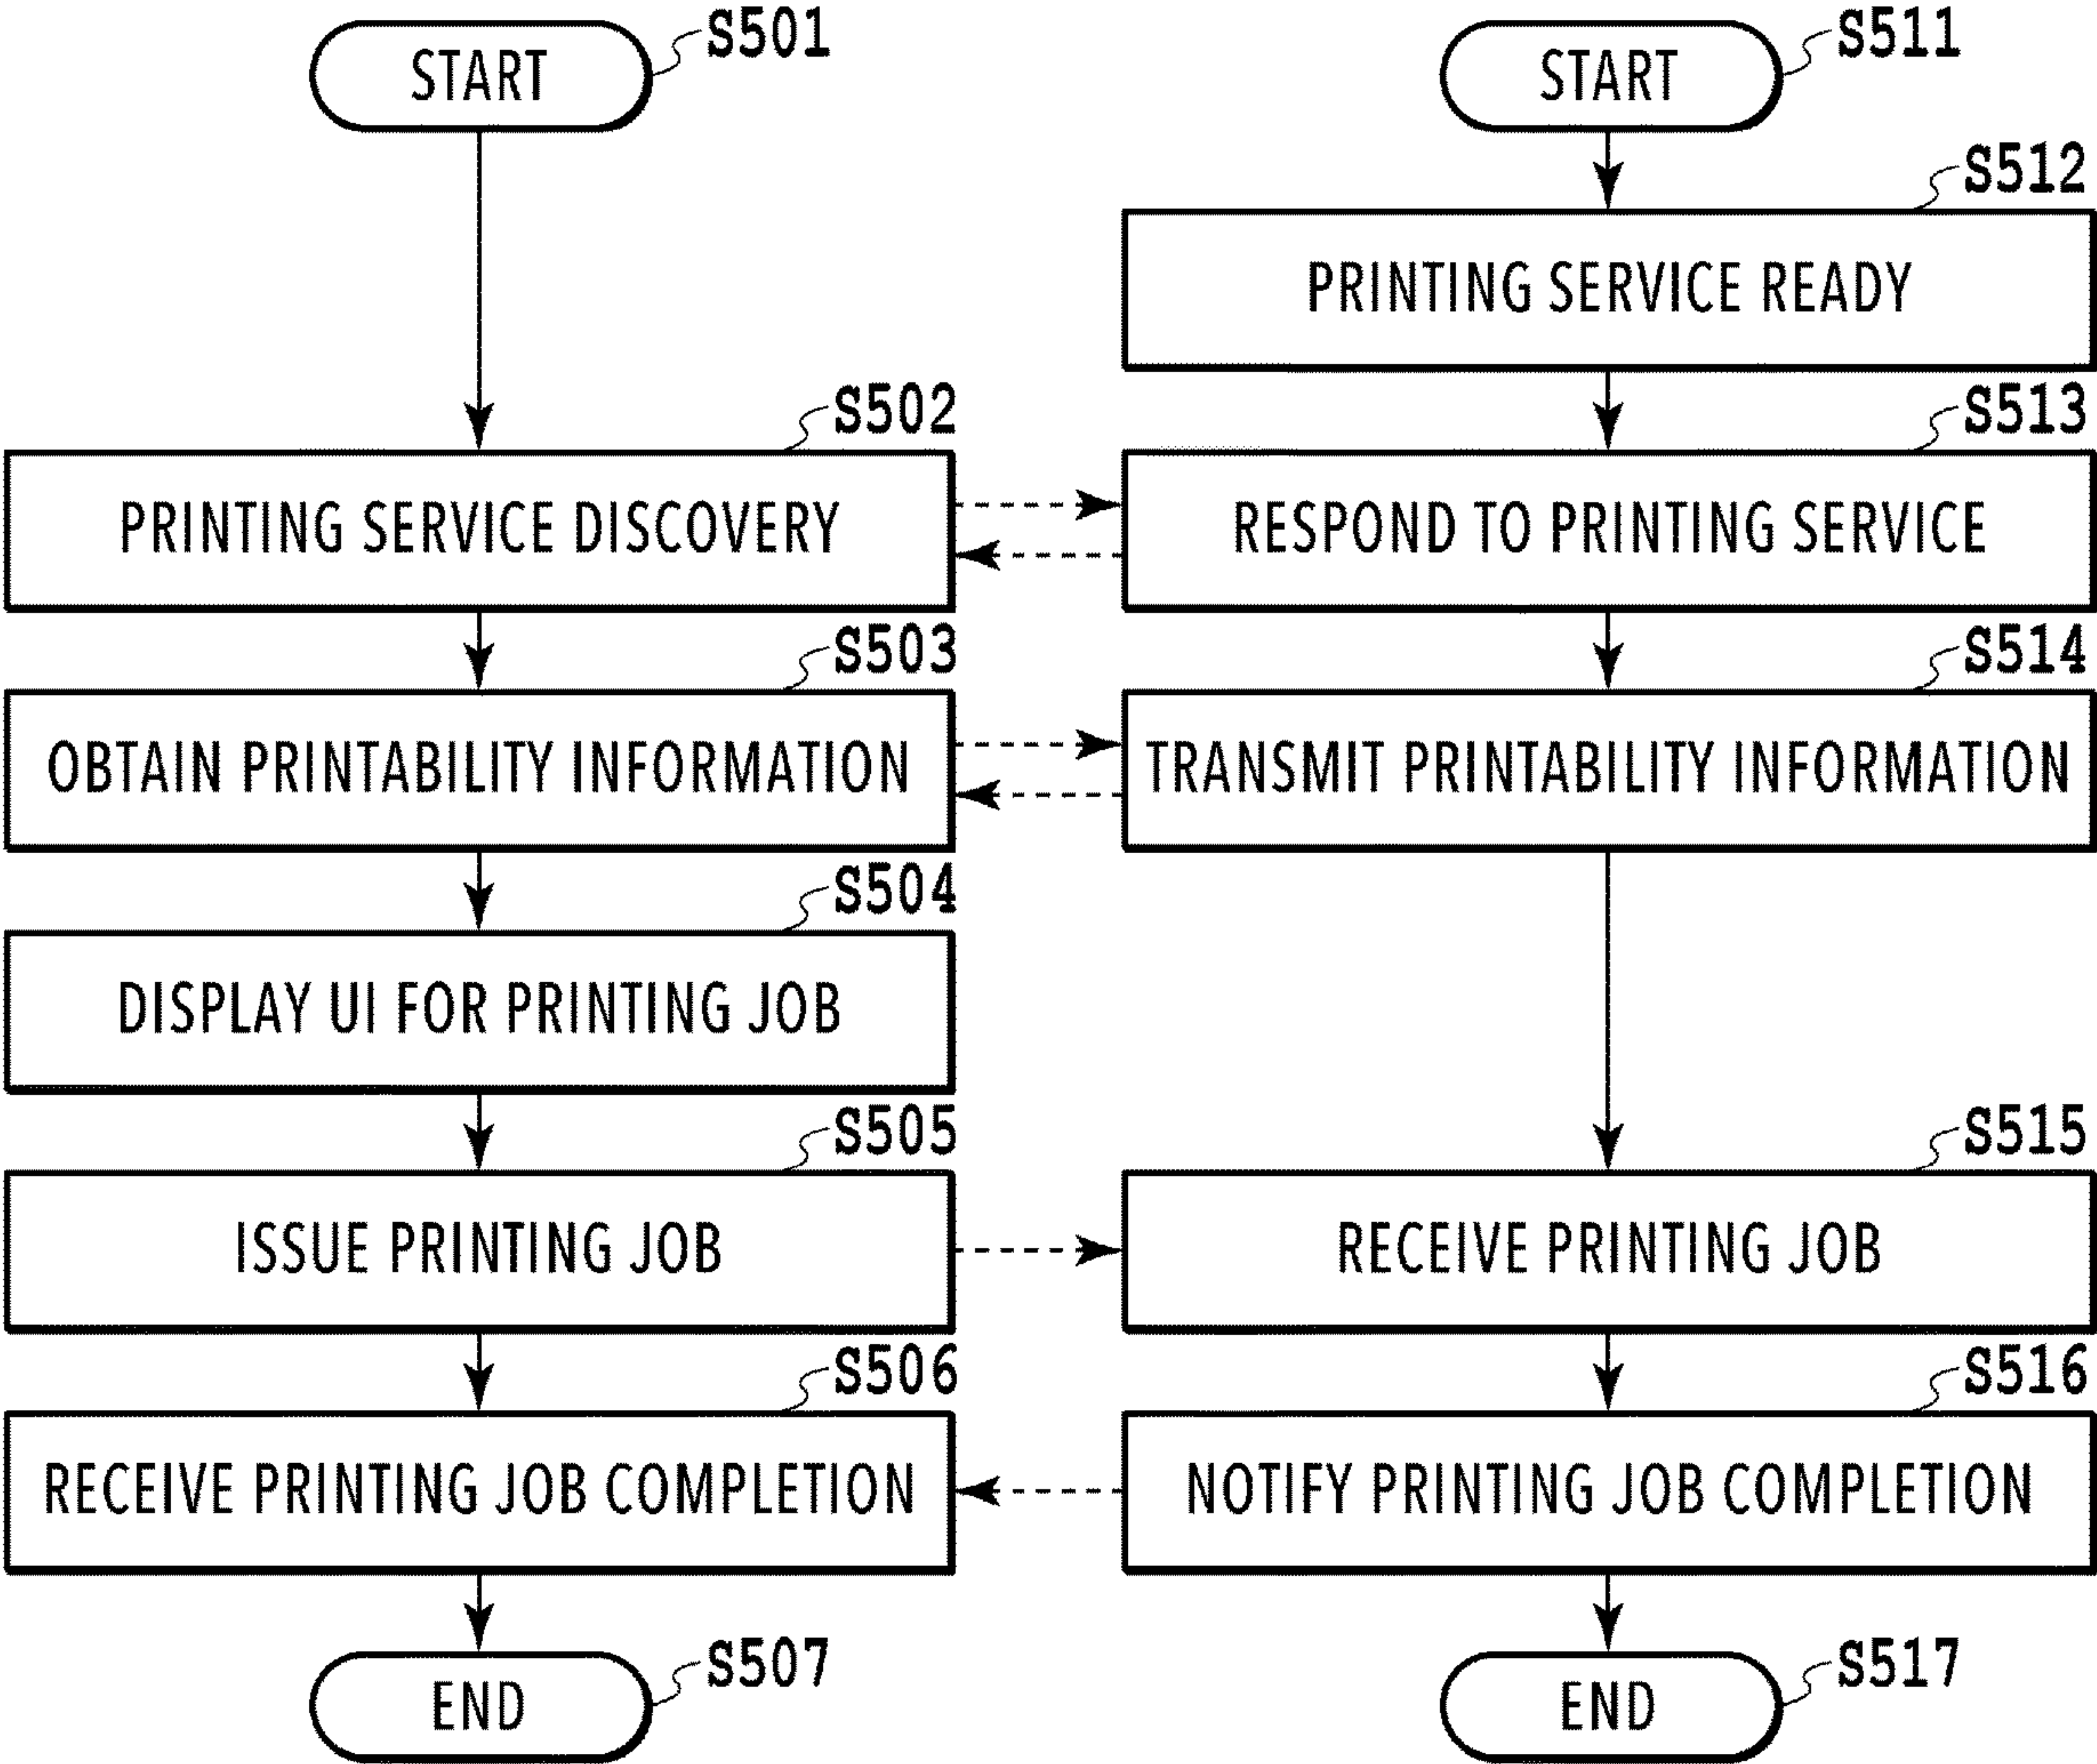 START
S501
PRINTING SERVICE DISCOVERY
S502
OBTAIN PRINTABILITY INFORMATION
S503
DISPLAY UI FOR PRINTING JOB
S504
ISSUE PRINTING JOB
S505
RECEIVE PRINTING JOB COMPLETION
S506
END
S507
START
S511
PRINTING SERVICE READY
S512
RESPOND TO PRINTING SERVICE
S513
TRANSMIT PRINTABILITY INFORMATION
S514
RECEIVE PRINTING JOB
S515
NOTIFY PRINTING JOB COMPLETION
S516
END
S517